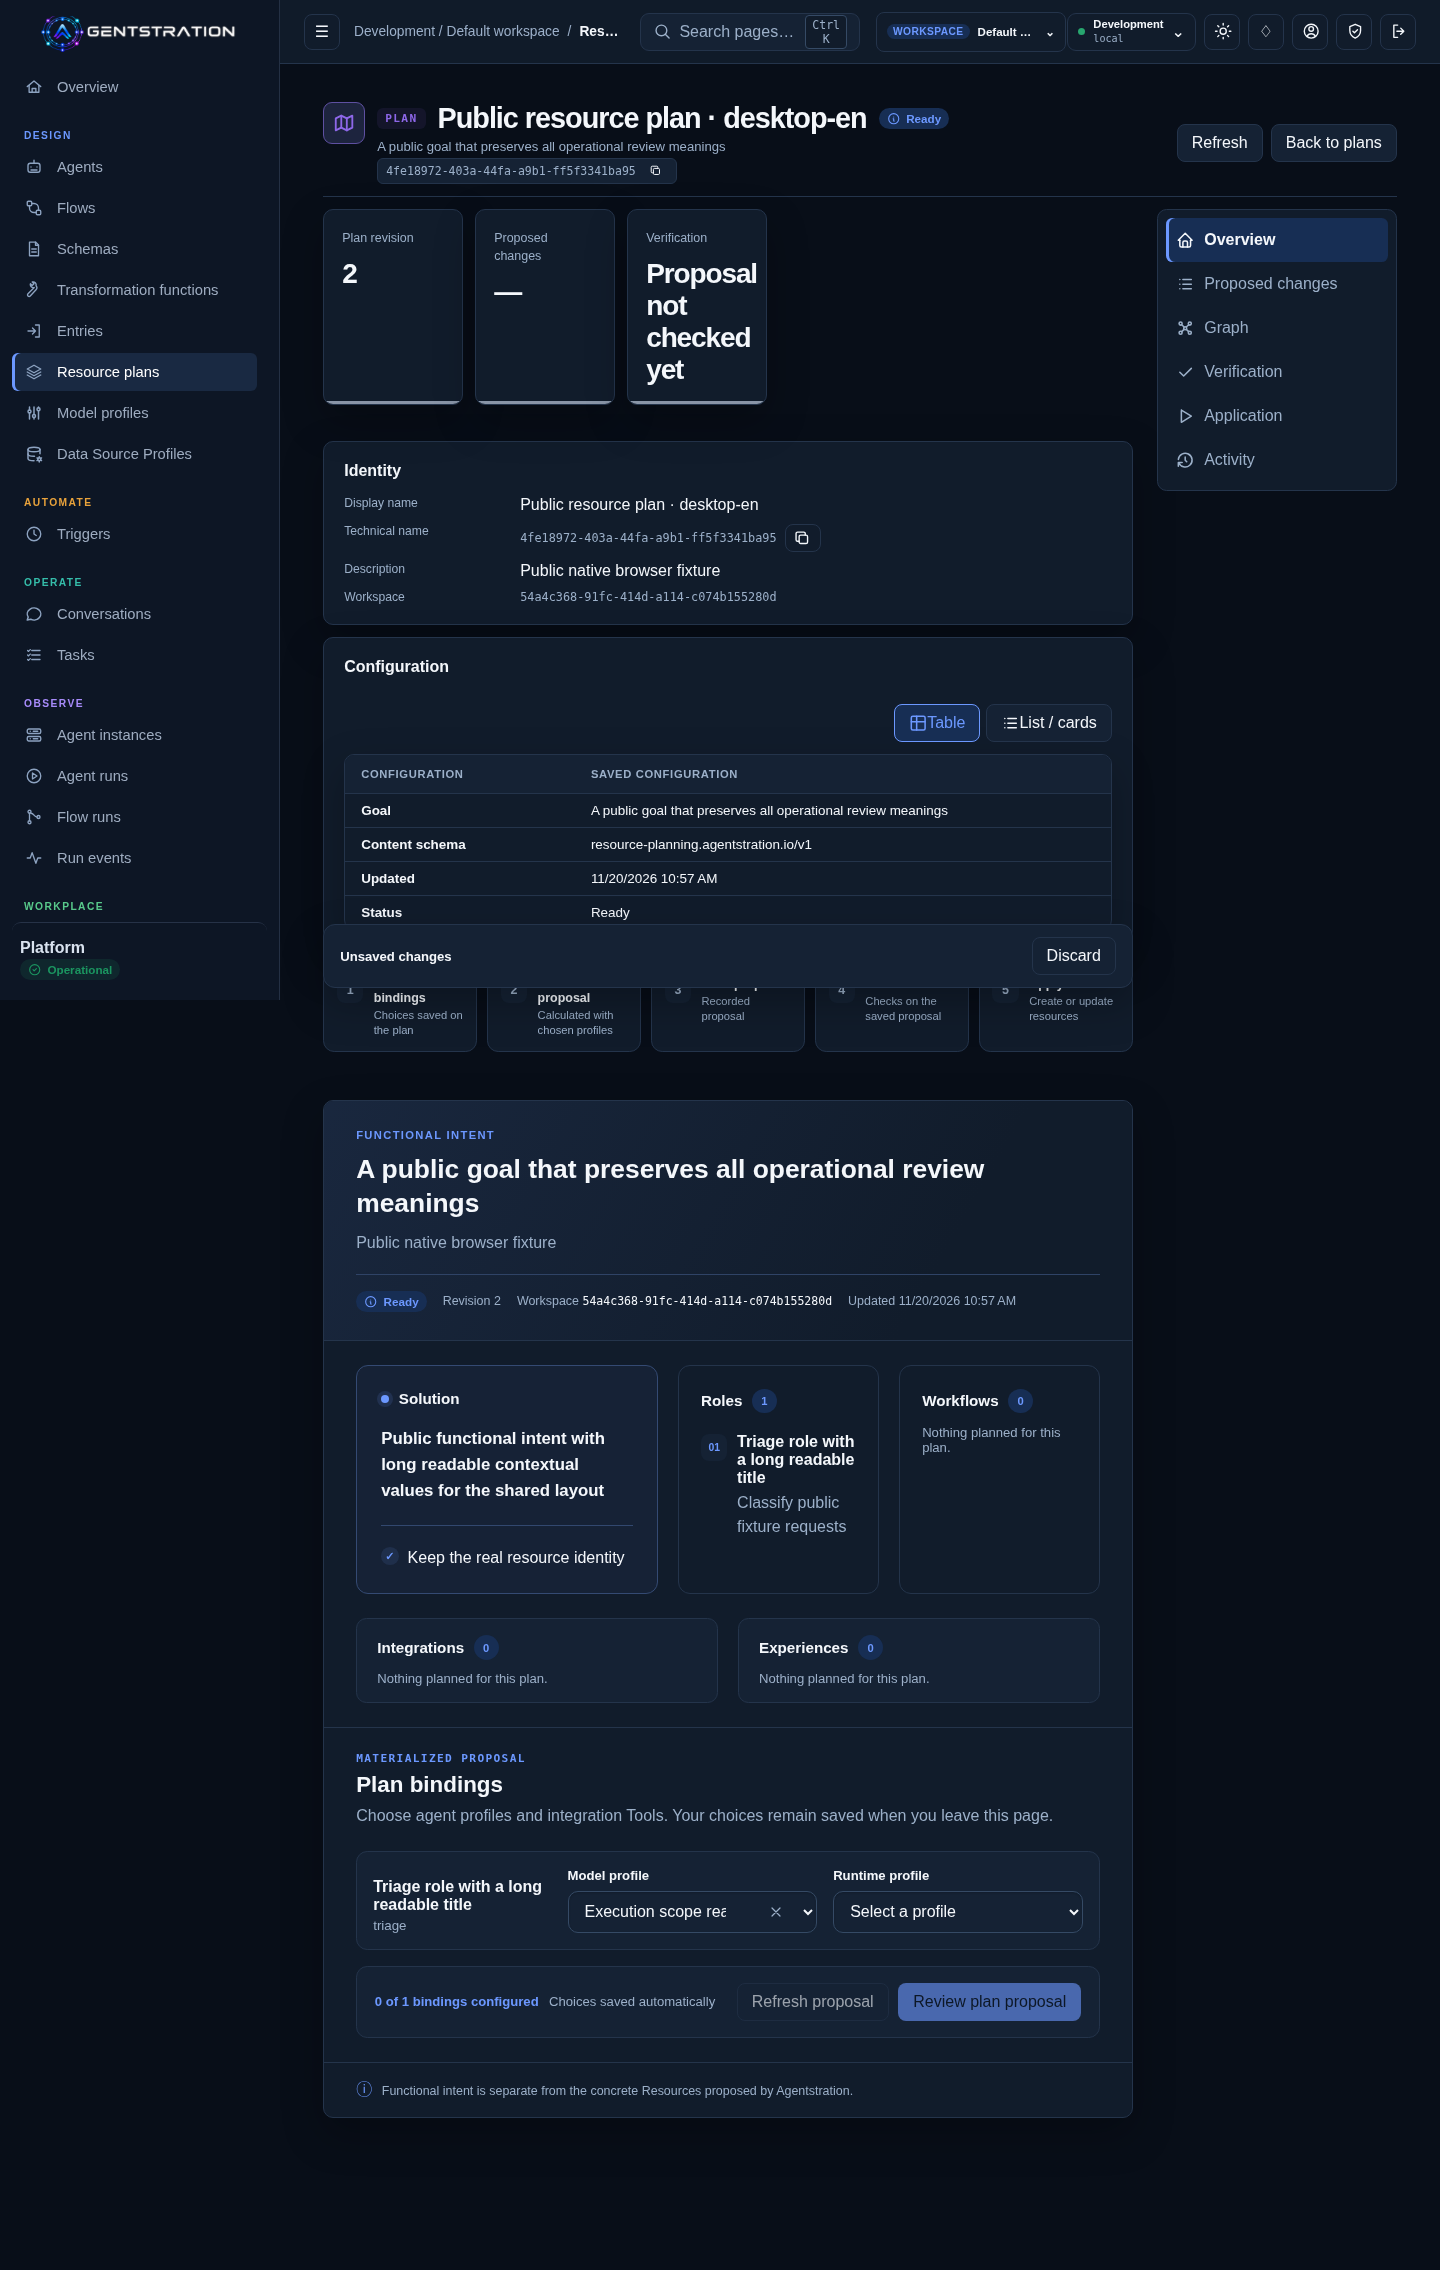 GENTSTRATION
Overview
DESIGN
Agents
Flows
Schemas
Transformation functions
Entries
Resource plans
Model profiles
Data Source Profiles
AUTOMATE
Triggers
OPERATE
Conversations
Tasks
OBSERVE
Agent instances
Agent runs
Flow runs
Run events
WORKPLACE
Platform
Operational
Development / Default workspace / Res…
Search pages…
Ctrl
K
WORKSPACE Default …
Development
local
PLAN Public resource plan · desktop-en Ready
A public goal that preserves all operational review meanings
4fe18972-403a-44fa-a9b1-ff5f3341ba95
Refresh
Back to plans
Plan revision
2
Proposed
changes
—
Verification
Proposal
not
checked
yet
Overview
Proposed changes
Graph
Verification
Application
Activity
Identity
Display name Public resource plan · desktop-en
Technical name 4fe18972-403a-44fa-a9b1-ff5f3341ba95
Description Public native browser fixture
Workspace 54a4c368-91fc-414d-a114-c074b155280d
Configuration
Table List / cards
CONFIGURATION SAVED CONFIGURATION
Goal A public goal that preserves all operational review meanings
Content schema resource-planning.agentstration.io/v1
Updated 11/20/2026 10:57 AM
Status Ready
Unsaved changes Discard
1
bindings
Choices saved on
the plan
2
proposal
Calculated with
chosen profiles
3
Recorded
proposal
4
Checks on the
saved proposal
5
Create or update
resources
FUNCTIONAL INTENT
A public goal that preserves all operational review
meanings
Public native browser fixture
Ready Revision 2 Workspace 54a4c368-91fc-414d-a114-c074b155280d Updated 11/20/2026 10:57 AM
Solution
Public functional intent with
long readable contextual
values for the shared layout
✓ Keep the real resource identity
Roles 1
01 Triage role with
a long readable
title
Classify public
fixture requests
Workflows 0
Nothing planned for this
plan.
Integrations 0
Nothing planned for this plan.
Experiences 0
Nothing planned for this plan.
MATERIALIZED PROPOSAL
Plan bindings
Choose agent profiles and integration Tools. Your choices remain saved when you leave this page.
Triage role with a long
readable title
triage
Model profile
Execution scope rea
Runtime profile
Select a profile
0 of 1 bindings configured Choices saved automatically
Refresh proposal Review plan proposal
Functional intent is separate from the concrete Resources proposed by Agentstration.